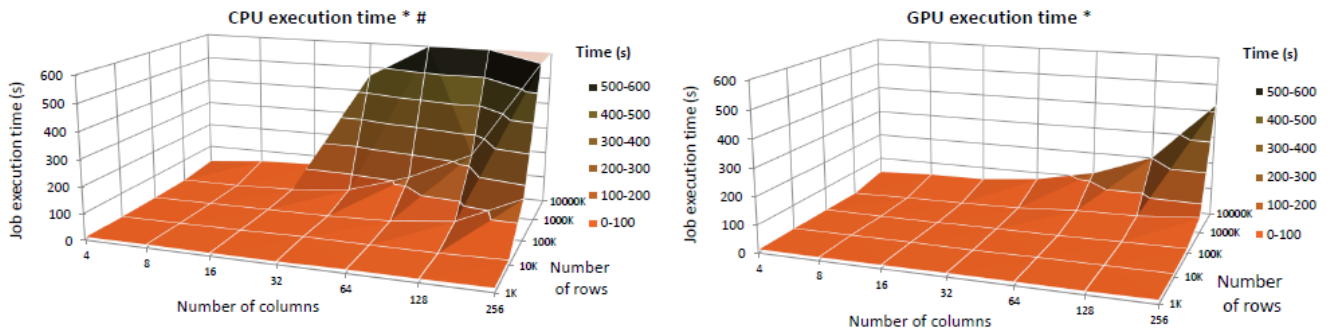 CPU execution time * #
Job execution time (s)
600
500
400
300
200
100
0
4
8
16
32
64
128
256
Number of columns
1K
10K
100K
1000K
10000K
Number
of rows
Time (s)
500-600
400-500
300-400
200-300
100-200
0-100
GPU execution time *
Job execution time (s)
600
500
400
300
200
100
0
4
8
16
32
64
128
256
Number of columns
1K
10K
100K
1000K
10000K
Number
of rows
Time (s)
500-600
400-500
300-400
200-300
100-200
0-100